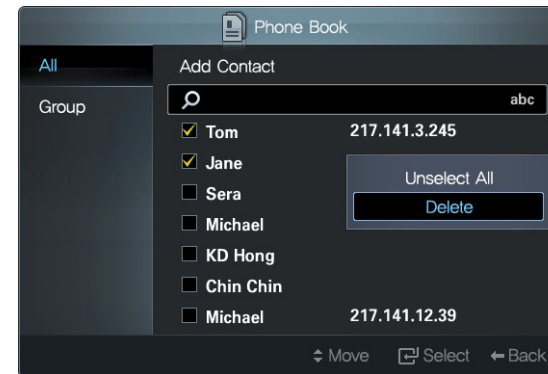 Phone Book
All
Add Contact
Group
abc
Tom 217.141.3.245
Jane
Unselect All
Sera
Delete
Michael
KD Hong
Chin Chin
Michael 217.141.12.39
Move Select Back